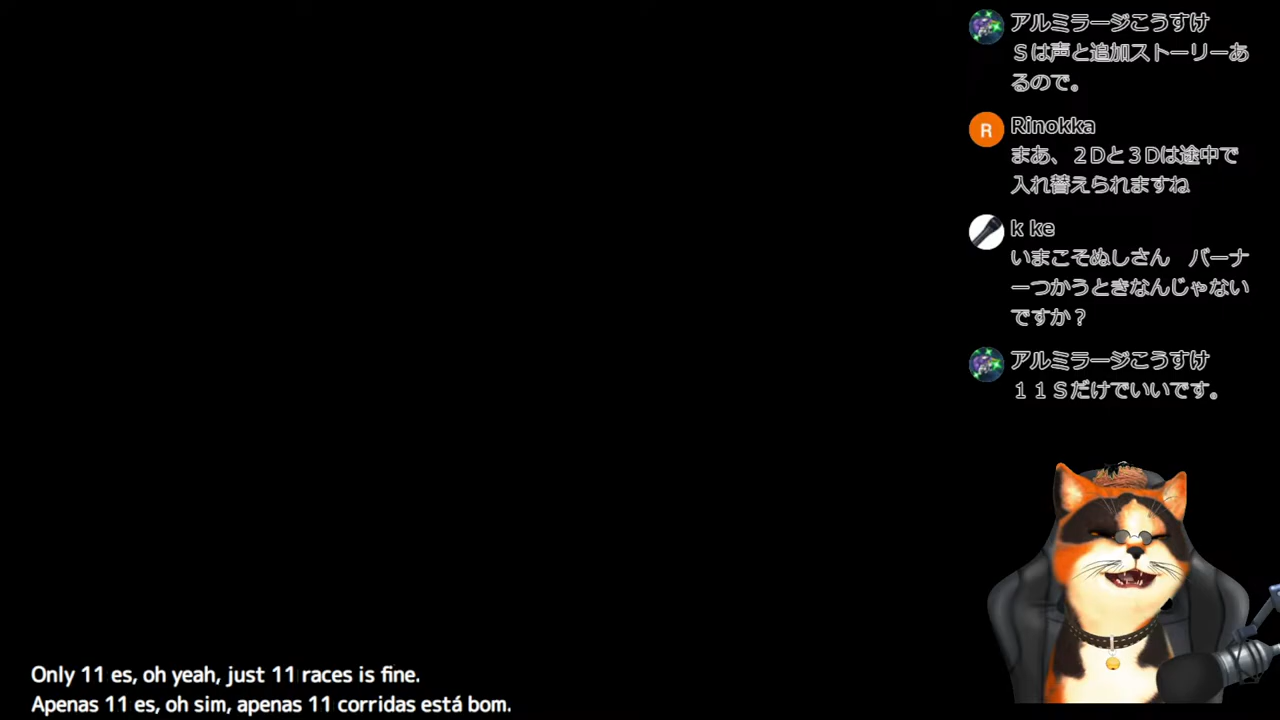 アルミラージこうすけ
Ｓは声と追加ストーリーあ
るので。
R
Rinokka
まあ、２Dと３Dは途中で
入れ替えられますね
k ke
いまこそぬしさん　バーナ
ーつかうときなんじゃない
ですか？
アルミラージこうすけ
１１Ｓだけでいいです。
Only 11 es, oh yeah, just 11 races is fine.
Apenas 11 es, oh sim, apenas 11 corridas está bom.